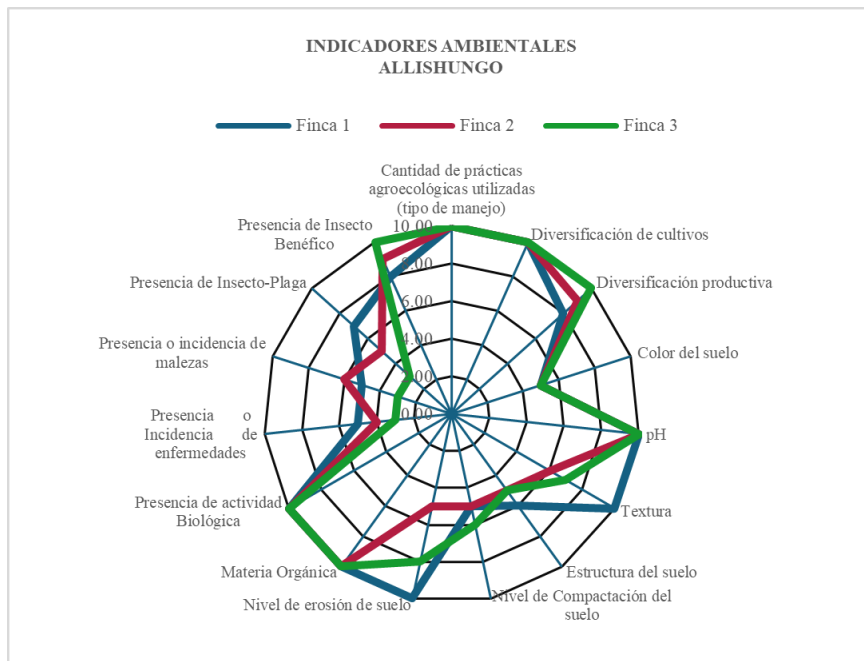 INDICADORES AMBIENTALES
ALLISHUNGO
Finca 1
Finca 2
Finca 3
Cantidad de prácticas
agroecológicas utilizadas
(tipo de manejo)
Diversificación de cultivos
Diversificación productiva
Color del suelo
pH
Textura
Estructura del suelo
Nivel de Compactación del
suelo
Nivel de erosión de suelo
Materia Orgánica
Presencia de actividad
Biológica
Presencia o
Incidencia de
enfermedades
Presencia o incidencia de
malezas
Presencia de Insecto-Plaga
Presencia de Insecto
Benéfico
10.00
8.00
6.00
4.00
2.00
0.00